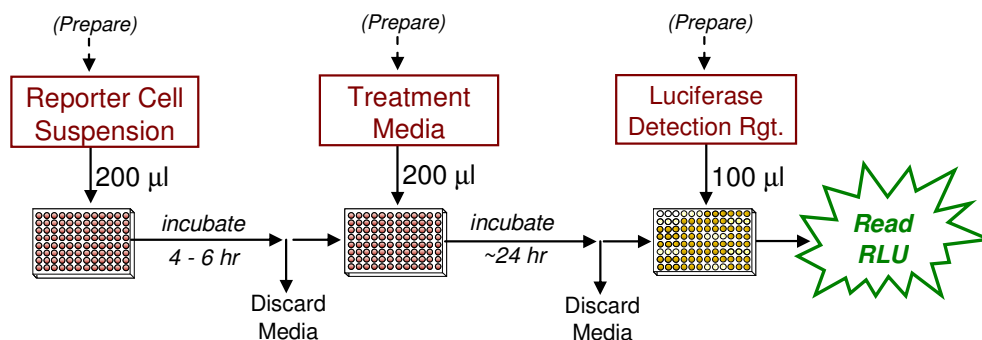 (Prepare)
(Prepare)
(Prepare)
Reporter Cell
Suspension
Treatment
Media
Luciferase
Detection Rgt.
200 µl
200 µl
100 µl
incubate
4 - 6 hr
incubate
~24 hr
Read
RLU
Discard
Media
Discard
Media